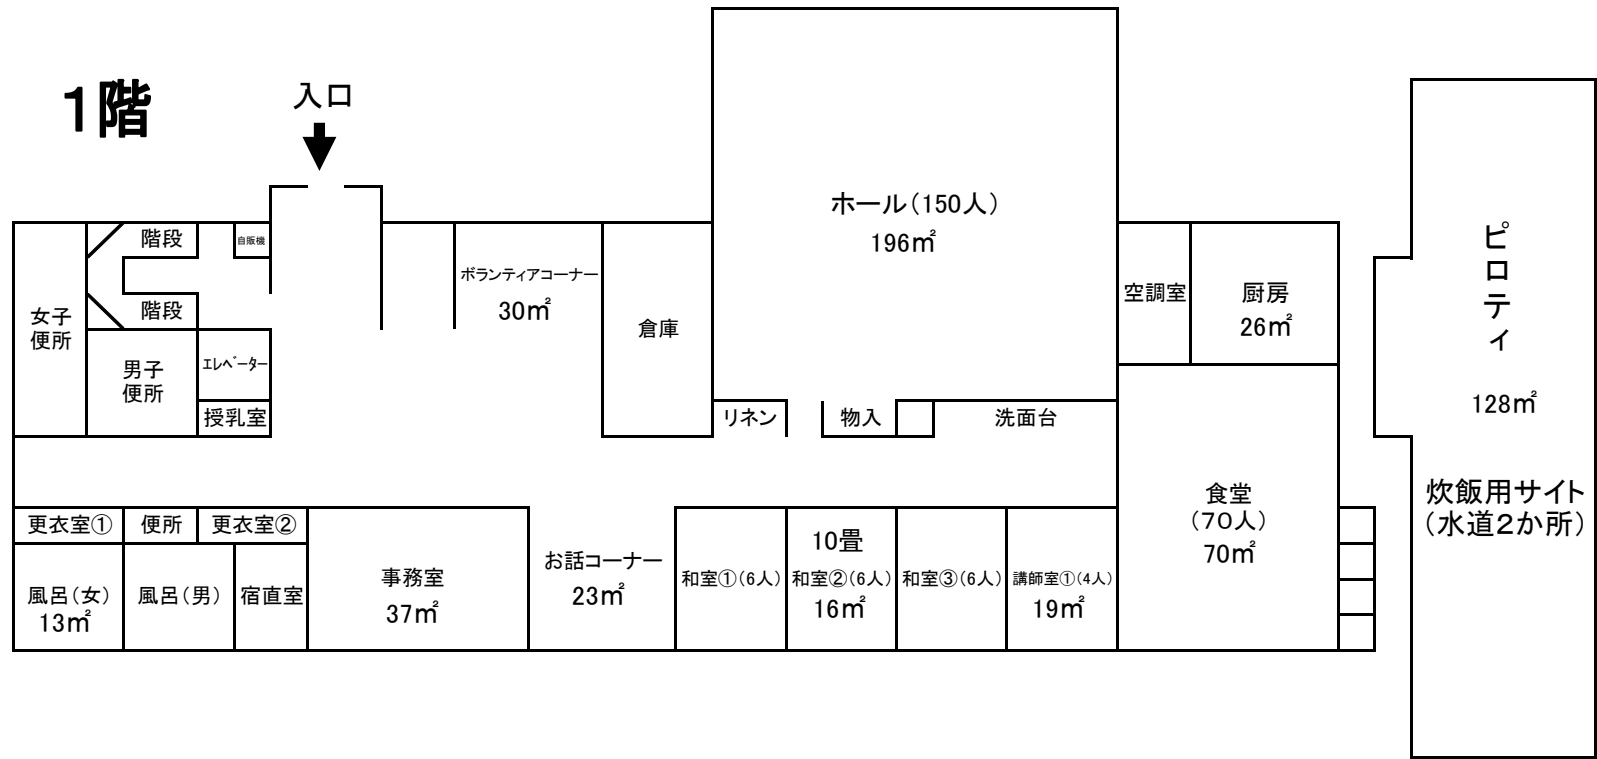 1階
入口
階段
自販機
階段
女子
便所
男子
便所
エレベーター
授乳室
ボランティアコーナー
30㎡
倉庫
ホール(150人)
196㎡
リネン
物入
洗面台
空調室
厨房
26㎡
食堂
(70人)
70㎡
ピロティ
128㎡
炊飯用サイト
(水道2か所)
更衣室①
便所
更衣室②
風呂(女)
13㎡
風呂(男)
宿直室
事務室
37㎡
お話コーナー
23㎡
和室①(6人)
10畳
和室②(6人)
16㎡
和室③(6人)
講師室①(4人)
19㎡